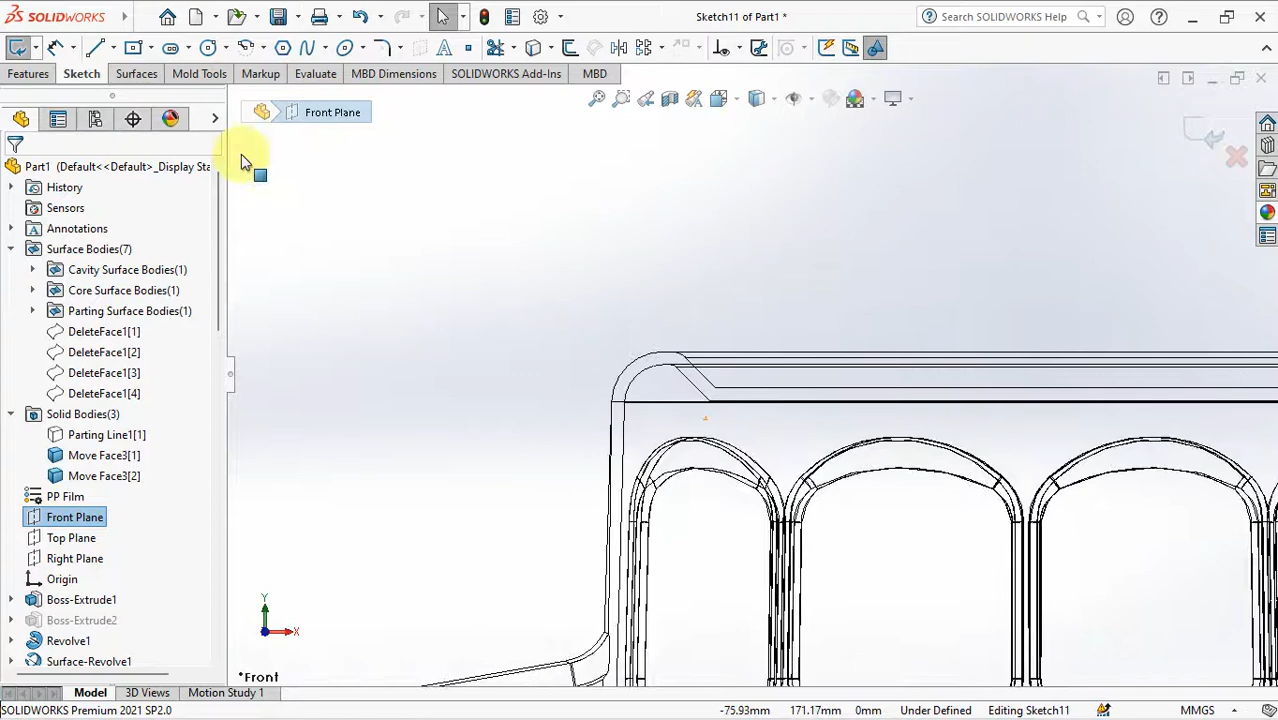 SOLIDWORKS
Sketch11 of Part1 *
Search SOLIDWORKS Help
Features
Sketch
Surfaces
Mold Tools
Markup
Evaluate
MBD Dimensions
SOLIDWORKS Add-Ins
MBD
Front Plane
Part1 (Default<<Default>_Display Sta
History
Sensors
Annotations
Surface Bodies(7)
Cavity Surface Bodies(1)
Core Surface Bodies(1)
Parting Surface Bodies(1)
DeleteFace1[1]
DeleteFace1[2]
DeleteFace1[3]
DeleteFace1[4]
Solid Bodies(3)
Parting Line1[1]
Move Face3[1]
Move Face3[2]
PP Film
Front Plane
Top Plane
Right Plane
Origin
Boss-Extrude1
Boss-Extrude2
Revolve1
Surface-Revolve1
Y
X
*Front
Model
3D Views
Motion Study 1
SOLIDWORKS Premium 2021 SP2.0
-75.93mm
171.17mm
0mm
Under Defined
Editing Sketch11
MMGS